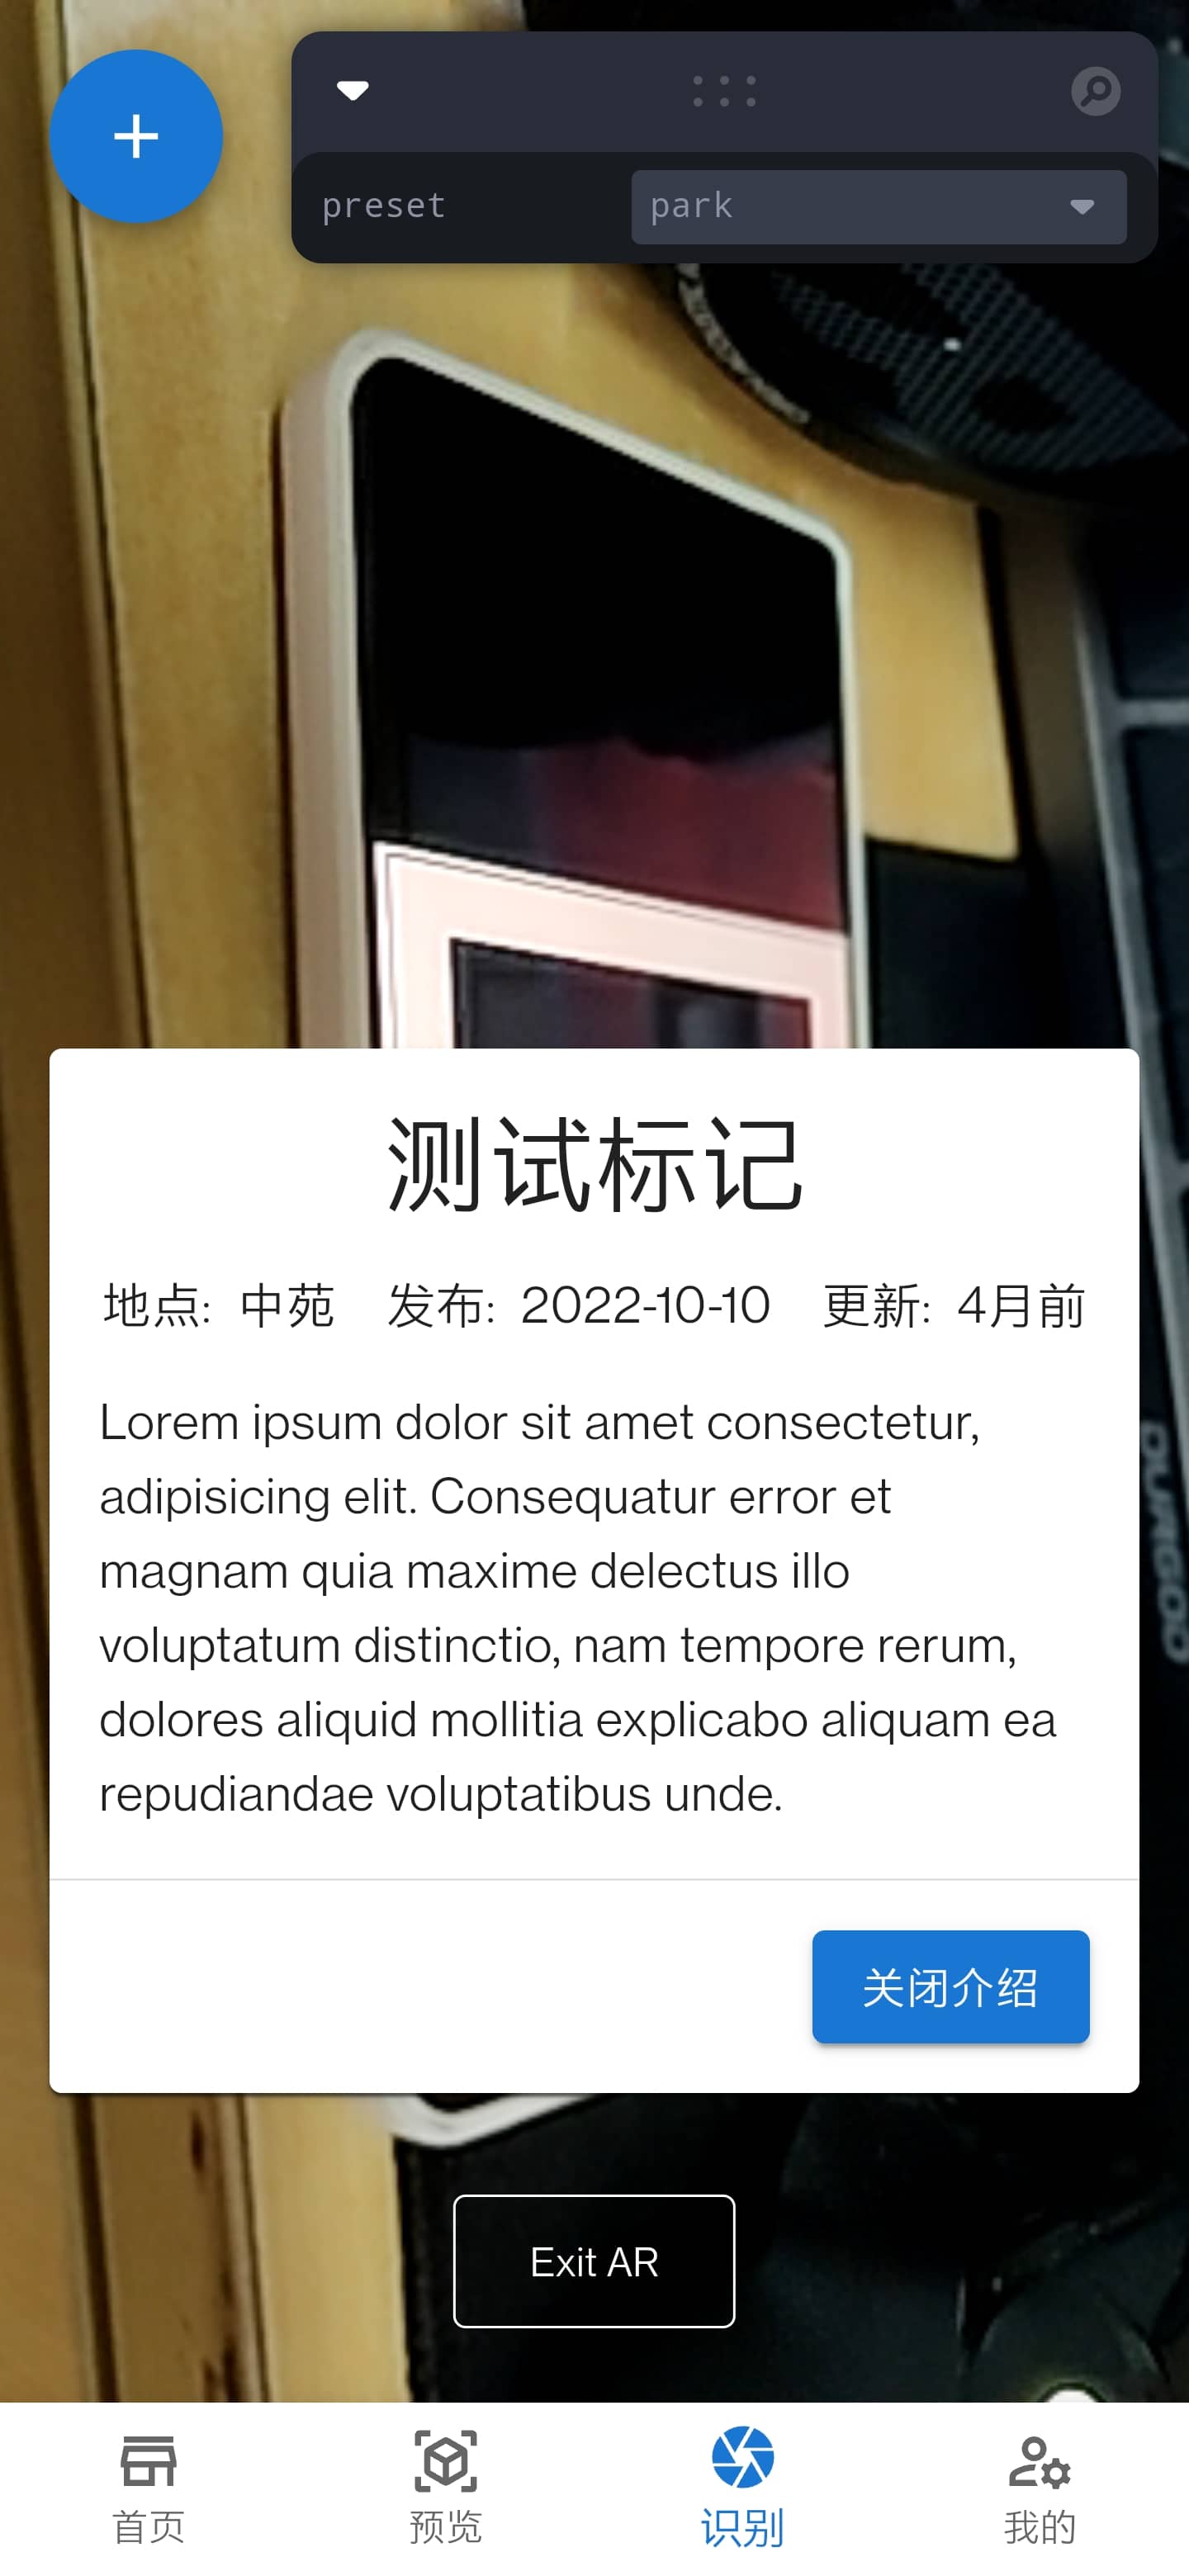 preset
park
测试标记
地点: 中苑 发布: 2022-10-10 更新: 4月前
Lorem ipsum dolor sit amet consectetur,
adipisicing elit. Consequatur error et
magnam quia maxime delectus illo
voluptatum distinctio, nam tempore rerum,
dolores aliquid mollitia explicabo aliquam ea
repudiandae voluptatibus unde.
关闭介绍
DURGOD
Exit AR
首页 预览 识别 我的